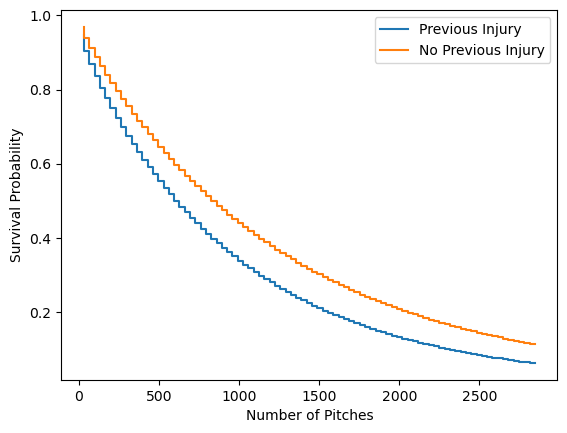 1.0
0.8
0.6
0.4
0.2
Survival Probability
Previous Injury
No Previous Injury
0 500 1000 1500 2000 2500
Number of Pitches